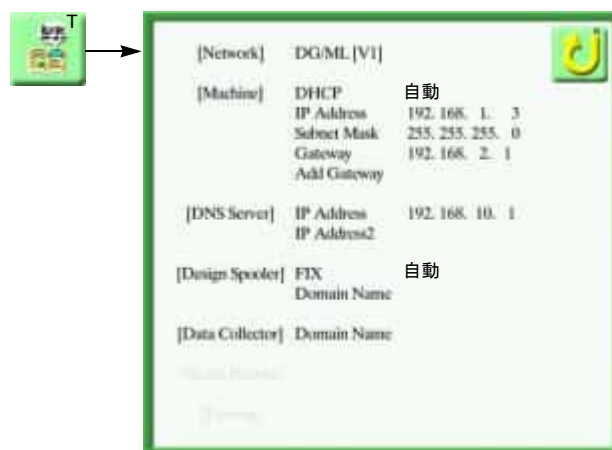 T
[Network] DG/ML [V1]
[Machine] DHCP 自動
IP Address 192. 168. 1. 3
Subnet Mask 255. 255. 255. 0
Gateway 192. 168. 2. 1
Add Gateway
[DNS Server] IP Address 192. 168. 10. 1
IP Address2
[Design Spooler] FIX 自動
Domain Name
[Data Collector] Domain Name